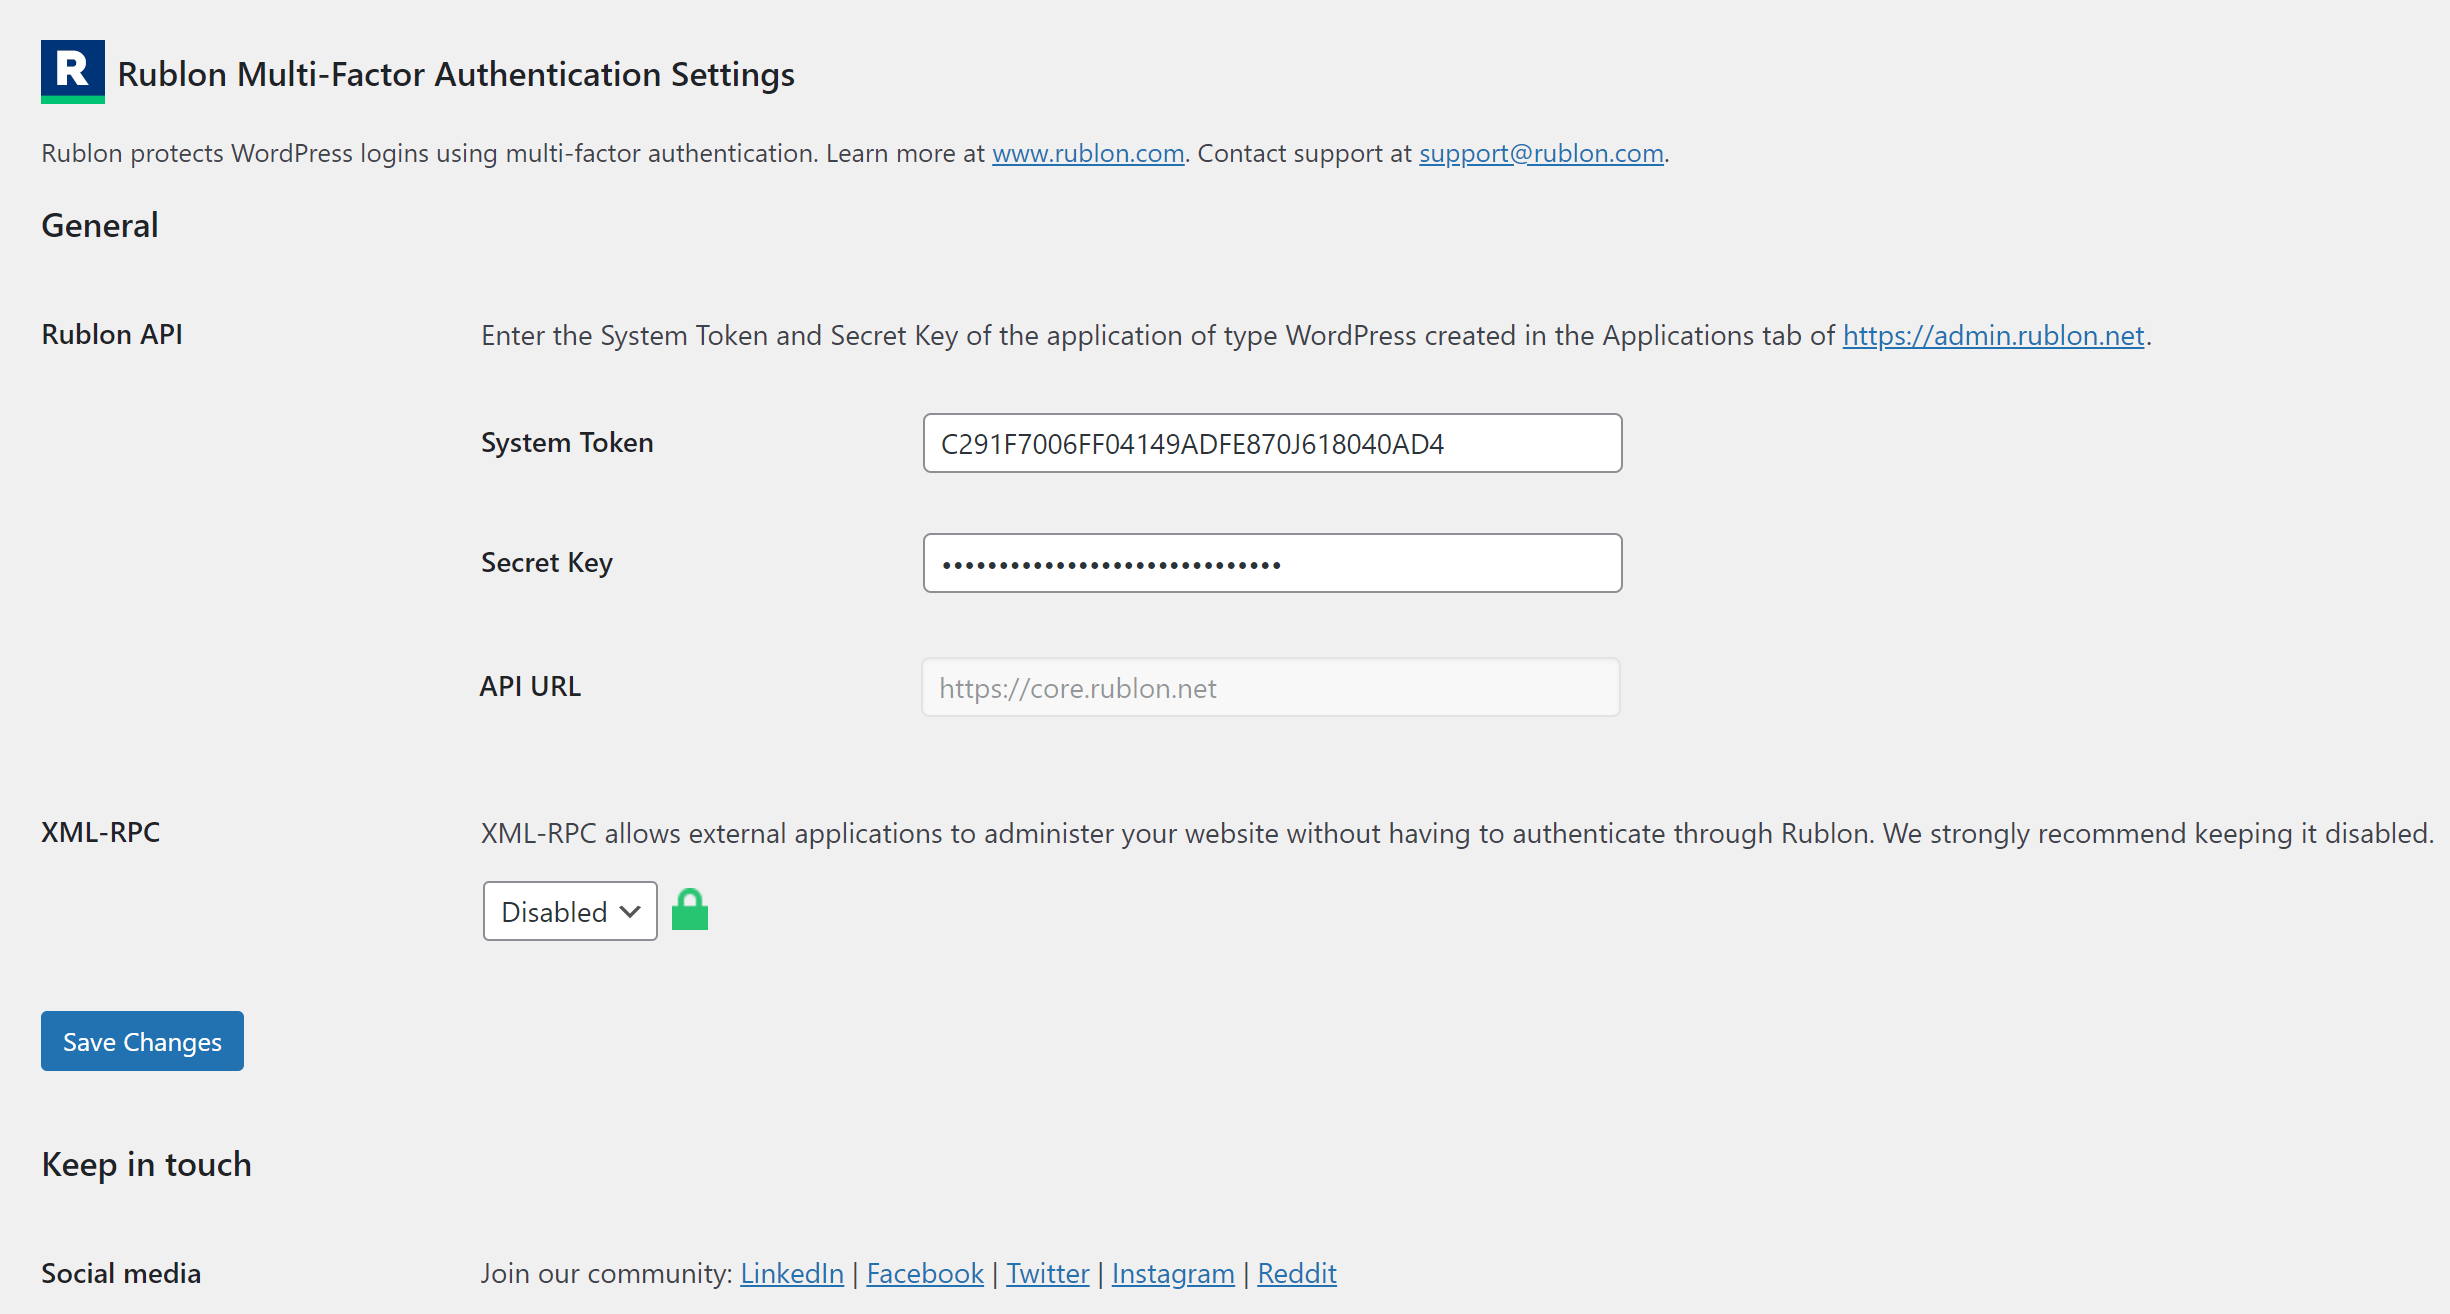 R
Rublon Multi-Factor Authentication Settings
Rublon protects WordPress logins using multi-factor authentication. Learn more at www.rublon.com. Contact support at support@rublon.com.
General
Rublon API
Enter the System Token and Secret Key of the application of type WordPress created in the Applications tab of https://admin.rublon.net.
System Token
C291F7006FF04149ADFE870J618040AD4
Secret Key
••••••••••••••••••••••••••••••
API URL
https://core.rublon.net
XML-RPC
XML-RPC allows external applications to administer your website without having to authenticate through Rublon. We strongly recommend keeping it disabled.
Disabled
Save Changes
Keep in touch
Social media
Join our community: LinkedIn | Facebook | Twitter | Instagram | Reddit